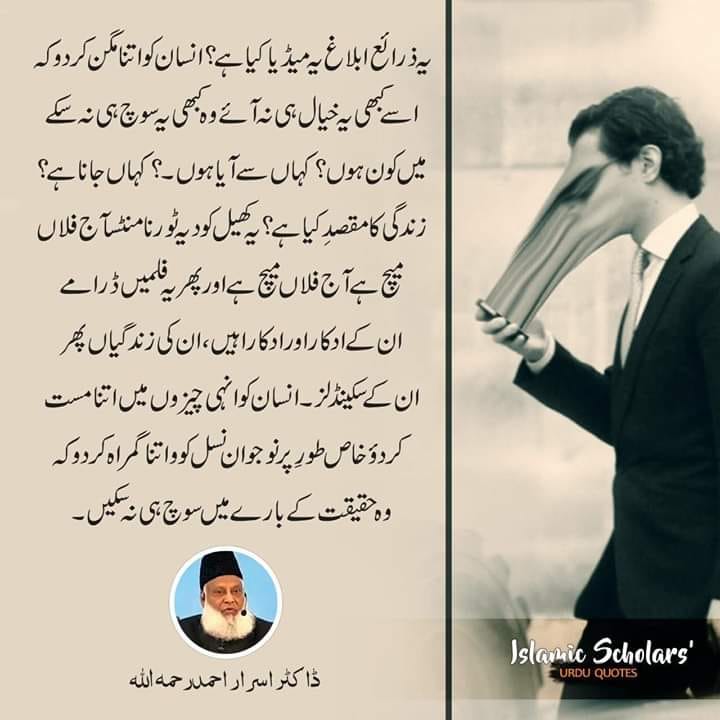 یہ ذرائع ابلاغ یہ میڈیا کیا ہے؟ انسان کو اتنا مگن کر دو کہ
اسے کبھی یہ خیال ہی نہ آئے وہ کبھی یہ سوچ ہی نہ سکے
میں کون ہوں؟ کہاں سے آیا ہوں۔؟ کہاں جانا ہے؟
زندگی کا مقصدِ کیا ہے؟ یہ کھیل کود یہ ٹورنامنٹس آج فلاں
میچ ہے آج فلاں میچ ہے اور پھر یہ فلمیں ڈرامے
ان کے ادکار اور ادکارا ہیں، ان کی زندگیاں پھر
ان کے سکینڈلز۔ انسان کو انہی چیزوں میں اتنا مست
کر دؤ خاص طورِ پر نوجوان نسل کو واتنا گمراہ کر دو کہ
وہ حقیقت کے بارے میں سوچ ہی نہ سکیں۔
ڈاکٹر اسرار احمد رحمہ اللہ
Islamic Scholars'
URDU QUOTES